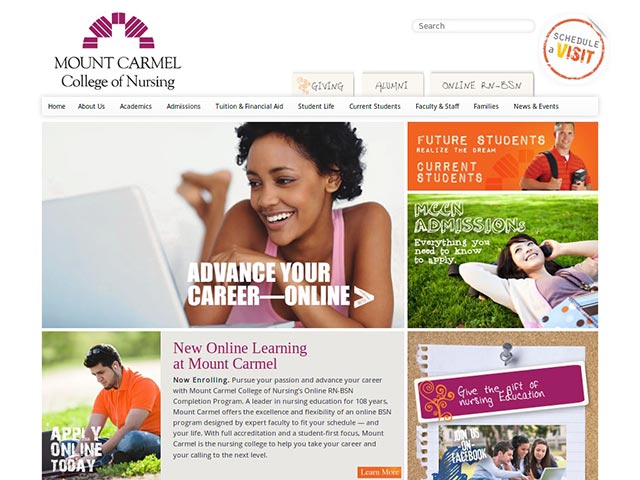 MOUNT CARMEL
College of Nursing
Search
SCHEDULE
a VISIT
GIVING
ALUMNI
ONLINE RN-BSN
Home About Us Academics Admissions Tuition & Financial Aid Student Life Current Students Faculty & Staff Families News & Events
ADVANCE YOUR
CAREER—ONLINE >
FUTURE STUDENTS
REALIZE THE DREAM
CURRENT
STUDENTS
MCCN
ADMISSIONS
Everything you
need to know
to apply.
APPLY
ONLINE
TODAY
New Online Learning
at Mount Carmel
Now Enrolling. Pursue your passion and advance your career
with Mount Carmel College of Nursing's Online RN-BSN
Completion Program. A leader in nursing education for 108 years,
Mount Carmel offers the excellence and flexibility of an online BSN
program designed by expert faculty to fit your schedule — and
your life. With full accreditation and a student-first focus, Mount
Carmel is the nursing college to help you take your career and
your calling to the next level.
Learn More
Give the gift of
nursing Education
JOIN US
ON
FACEBOOK